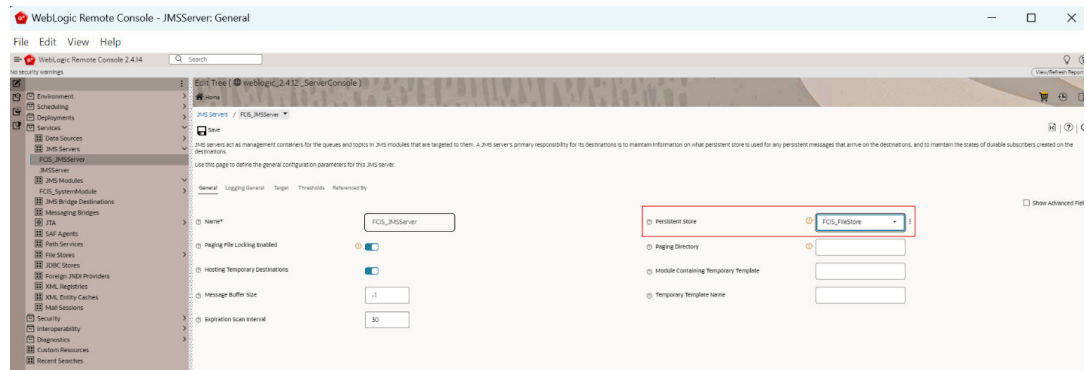 WebLogic Remote Console - JMSServer: General
File Edit View Help
WebLogic Remote Console 2.4.14
Search
No security warnings
View/Refresh Report
Edit Tree ( weblogic_2.4.12_ServerConsole )
Home
Environment
Scheduling
Deployments
Services
Data Sources
JMS Servers
FCIS_JMSServer
JMSServer
JMS Modules
FCIS_SystemModule
JMS Bridge Destinations
Messaging Bridges
JTA
SAF Agents
Path Services
File Stores
JDBC Stores
Foreign JNDI Providers
XML Registries
XML Entity Caches
Mail Sessions
Security
Interoperability
Diagnostics
Custom Resources
Recent Searches
JMS Servers / FCIS_JMSServer
Save
JMS servers act as management containers for the queues and topics in JMS modules that are targeted to them. A JMS server's primary responsibility for its destinations is to maintain information on what persistent store is used for any persistent messages that arrive on the destinations, and to maintain the states of durable subscribers created on the
destinations.
Use this page to define the general configuration parameters for this JMS server.
General Logging General Target Thresholds Referenced By
Show Advanced Fiel
Name* FCIS_JMSServer
Persistent Store FCIS_FileStore
Paging File Locking Enabled
Paging Directory
Hosting Temporary Destinations
Module Containing Temporary Template
Message Buffer Size -1
Temporary Template Name
Expiration Scan Interval 30